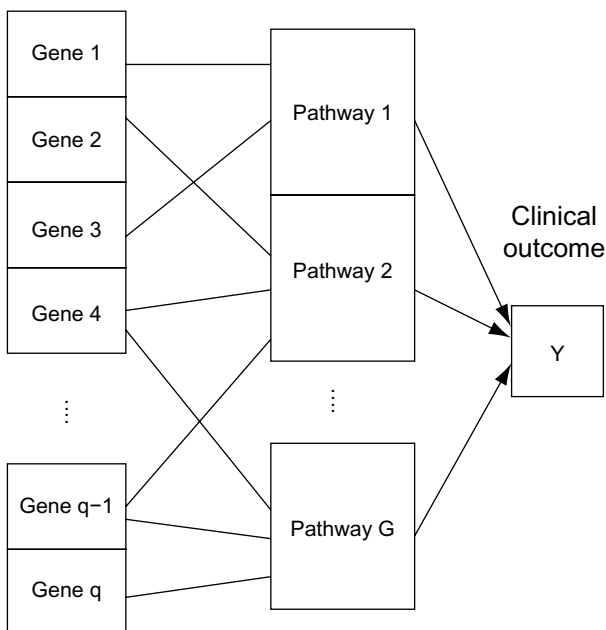 Gene 1
Gene 2
Gene 3
Gene 4
....
Gene q−1
Gene q
Pathway 1
Pathway 2
....
Pathway G
Clinical
outcome
Y